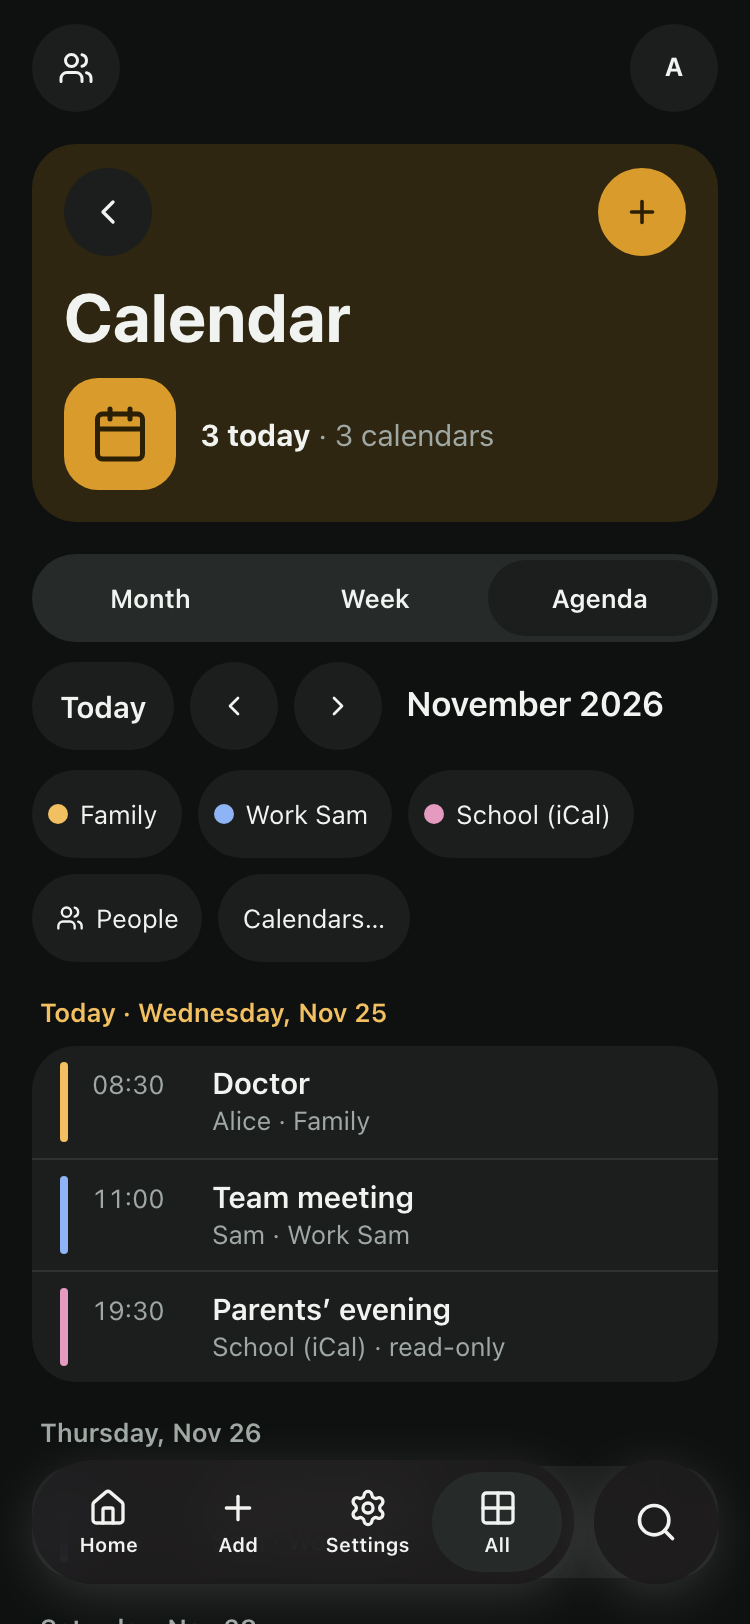 A
Calendar
3 today · 3 calendars
Month Week Agenda
Today November 2026
Family Work Sam School (iCal)
People Calendars...
Today · Wednesday, Nov 25
08:30 Doctor
Alice · Family
11:00 Team meeting
Sam · Work Sam
19:30 Parents’ evening
School (iCal) · read-only
Thursday, Nov 26
Home Add Settings All